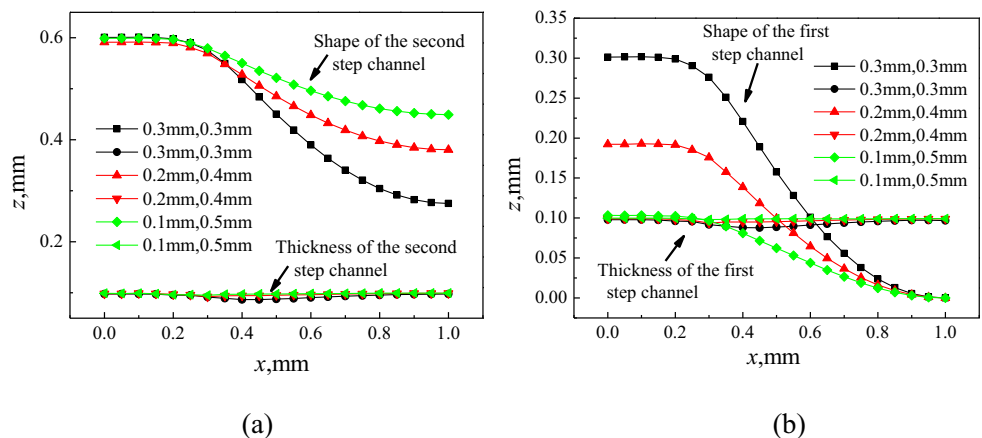 0.6
0.4
0.2
z,mm
Shape of the second
step channel
0.3mm,0.3mm
0.3mm,0.3mm
0.2mm,0.4mm
0.2mm,0.4mm
0.1mm,0.5mm
0.1mm,0.5mm
Thickness of the second
step channel
0.0 0.2 0.4 0.6 0.8 1.0
x,mm
(a)
0.35
0.30
0.25
0.20
0.15
0.10
0.05
0.00
z,mm
Shape of the first
step channel
0.3mm,0.3mm
0.3mm,0.3mm
0.2mm,0.4mm
0.2mm,0.4mm
0.1mm,0.5mm
0.1mm,0.5mm
Thickness of the first
step channel
0.0 0.2 0.4 0.6 0.8 1.0
x,mm
(b)